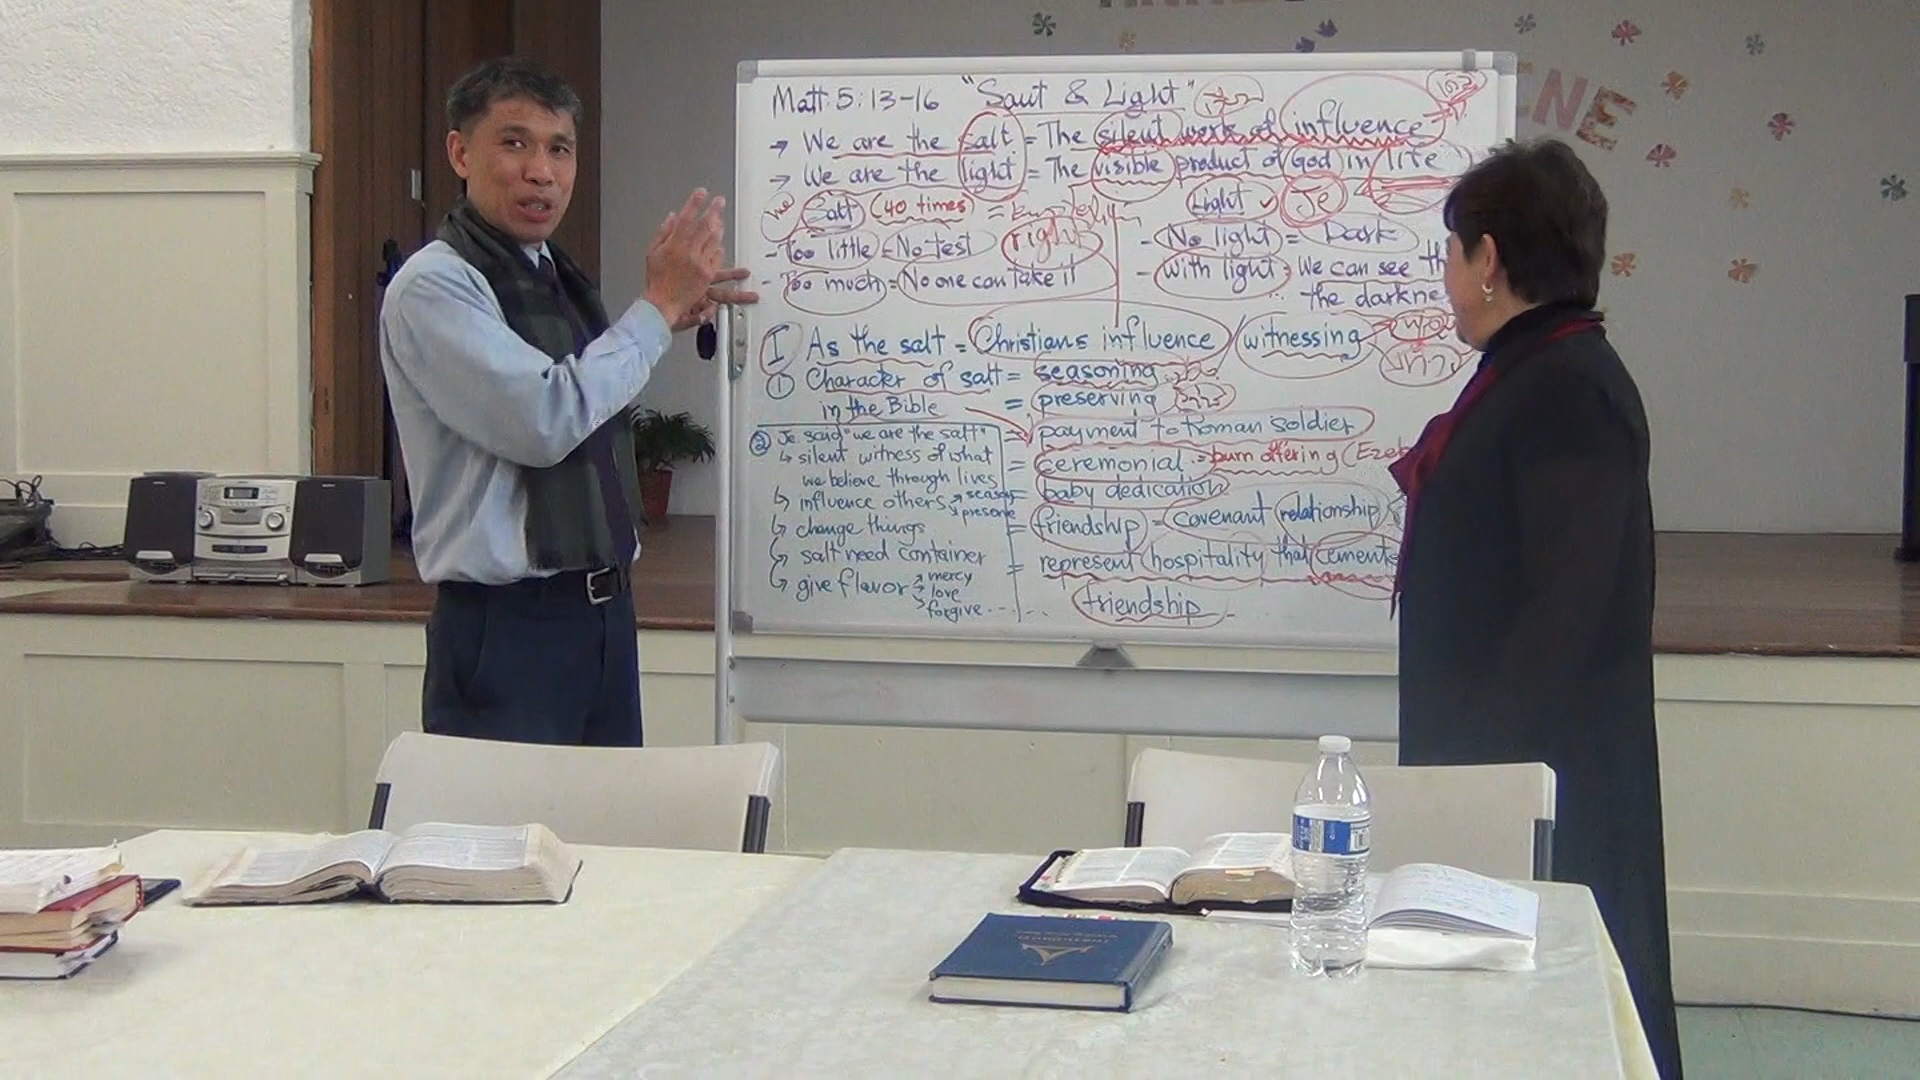 Matt 5:13-16 "Saut & Light"
→ We are the salt = The silent work of influence
→ We are the light = The visible product of God in life
Salt (40 times) =
Light ✓ Je
- Too little = No test right
- Too much = No one can take it
- No light = Dark
- With light = We can see th
the darkne
I As the salt = Christians influence / witnessing
① Character of salt = seasoning
in the Bible = preserving
= payment to Roman soldier
= ceremonial = burn offering (Ezek
= baby dedication
= friendship = covenant relationship
= represent hospitality that cements
friendship
② Je said "we are the salt"
↳ silent witness of what
we believe through lives
↳ influence others → season
→ preserve
↳ change things
↳ salt need container
↳ give flavor → mercy
→ love
→ forgive ....
NE